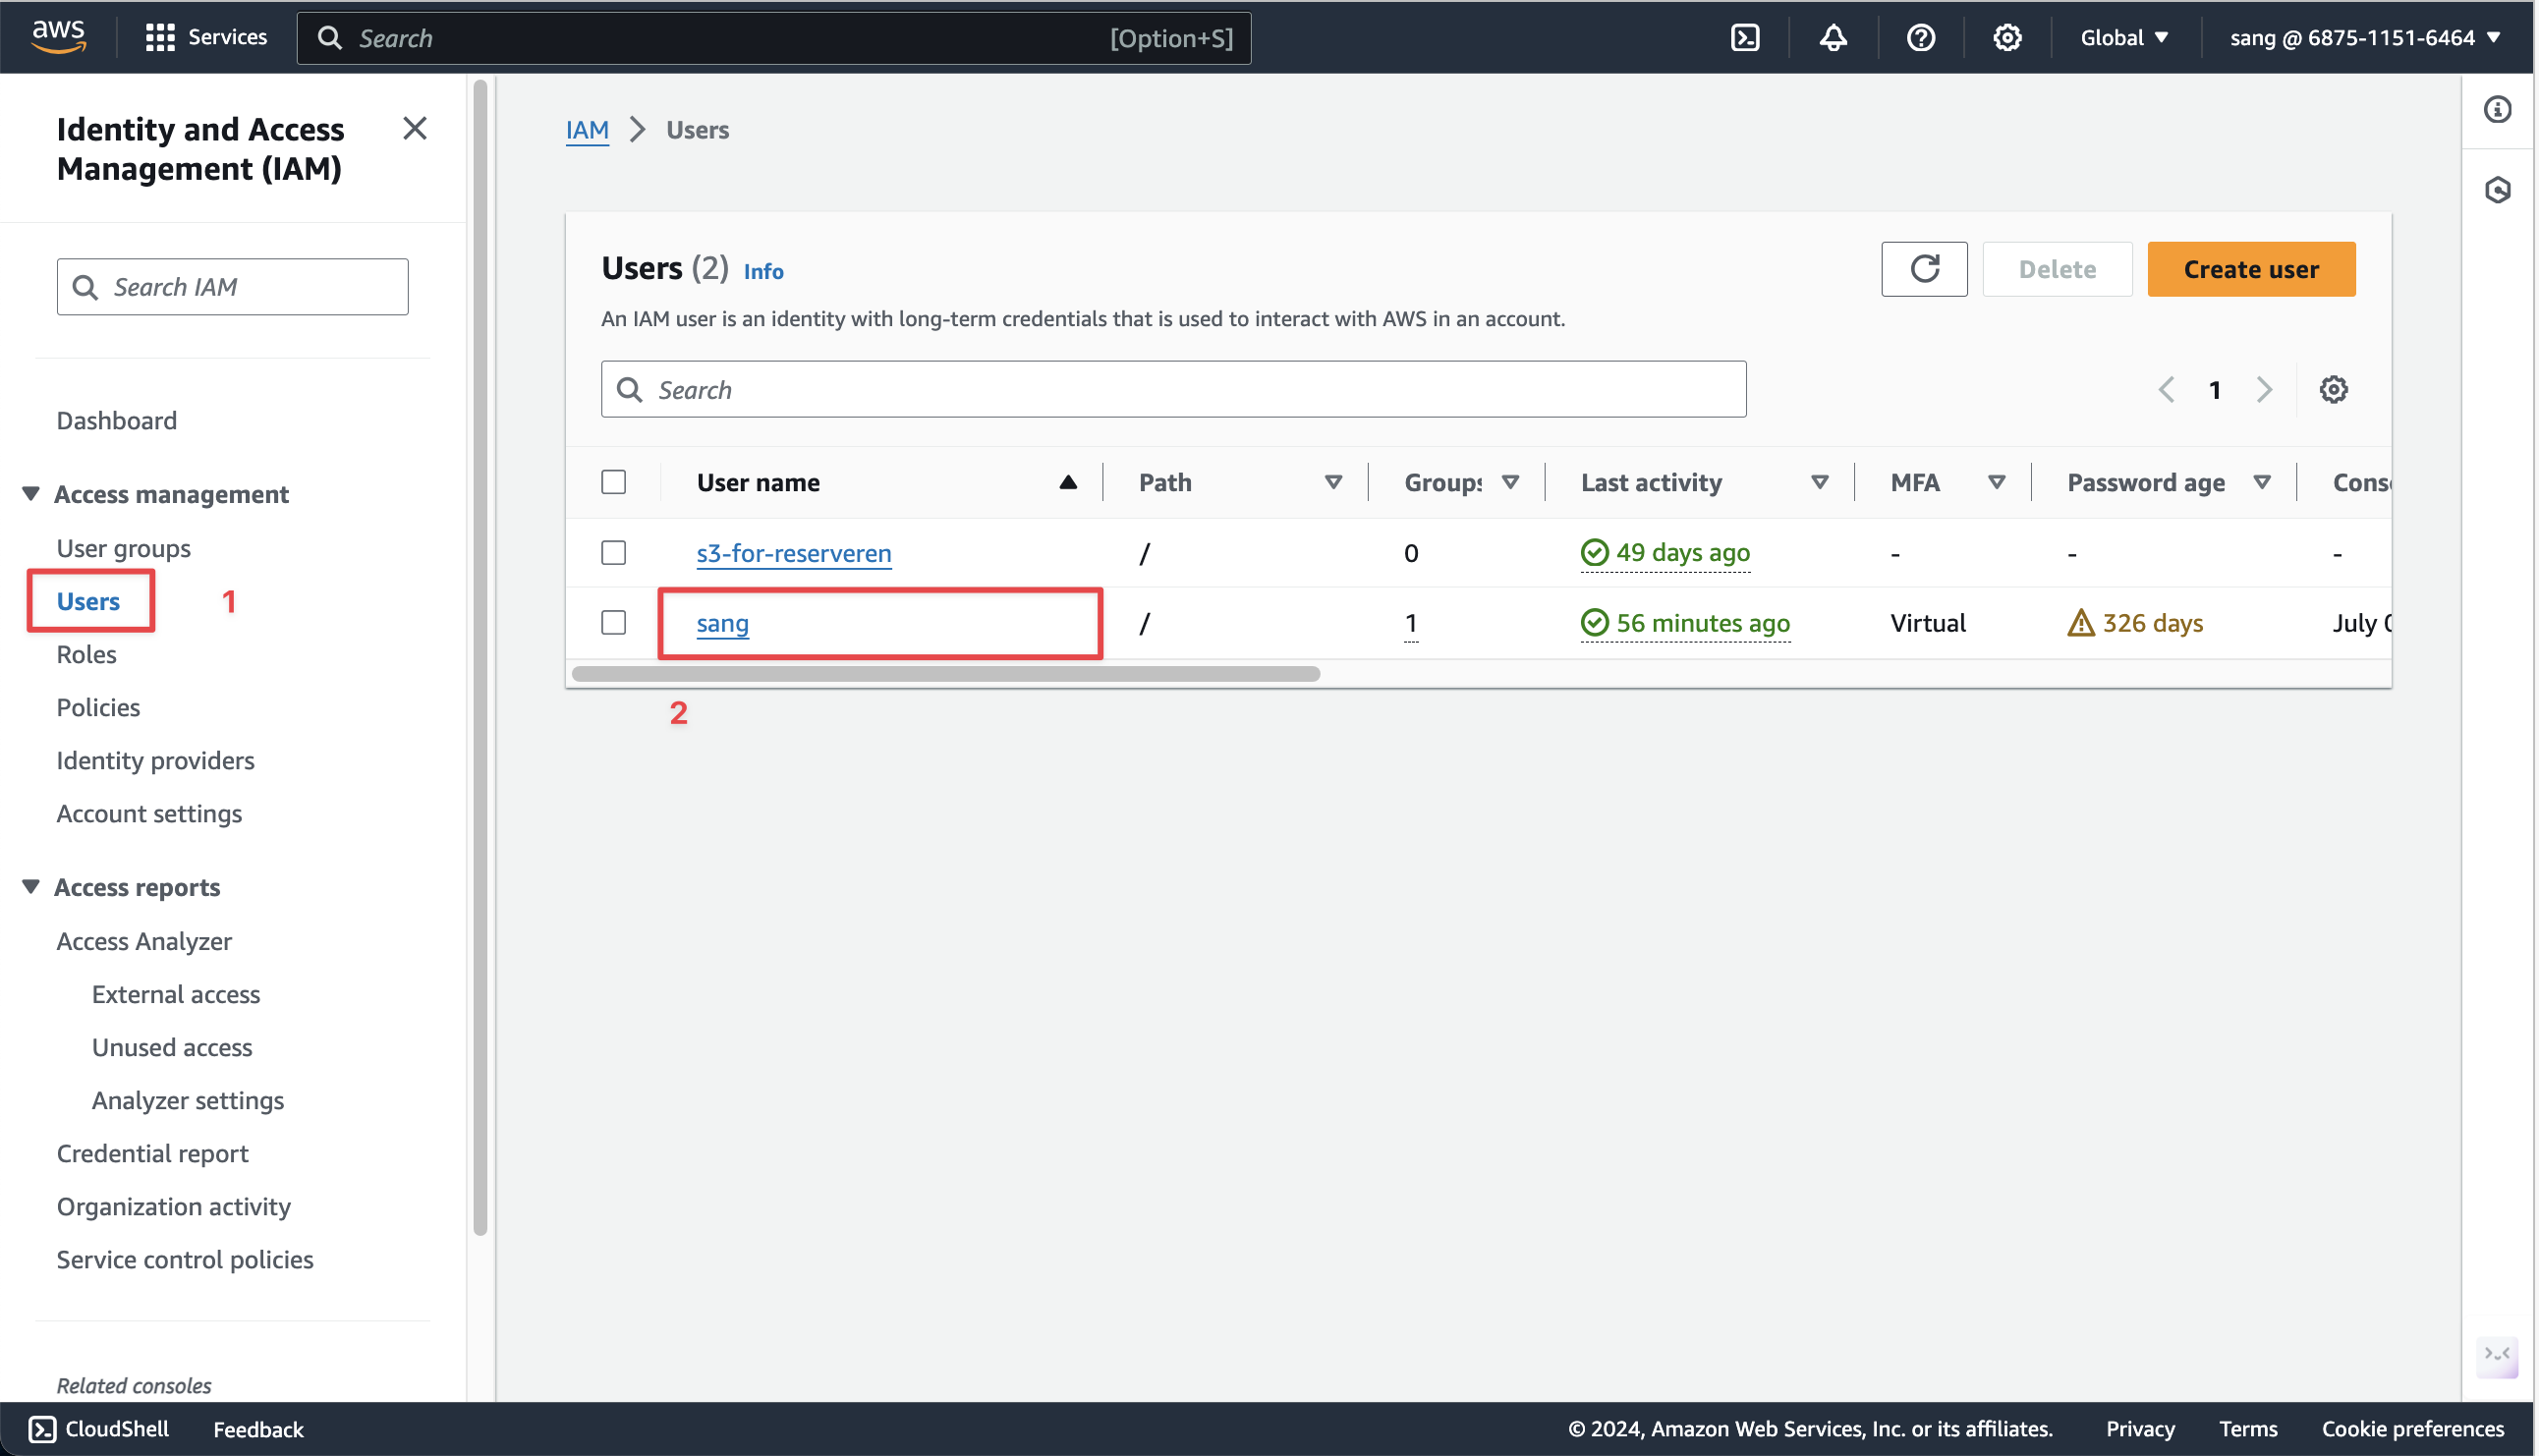 aws
Services
Search
[Option+S]
Global
sang @ 6875-1151-6464
Identity and Access
Management (IAM)
Search IAM
Dashboard
Access management
User groups
Users
1
Roles
Policies
Identity providers
Account settings
Access reports
Access Analyzer
External access
Unused access
Analyzer settings
Credential report
Organization activity
Service control policies
Related consoles
IAM
Users
Users (2) Info
Delete
Create user
An IAM user is an identity with long-term credentials that is used to interact with AWS in an account.
Search
1
User name Path Groups Last activity MFA Password age Cons
s3-for-reserveren / 0 49 days ago - - -
sang / 1 56 minutes ago Virtual 326 days July 0
2
CloudShell
Feedback
© 2024, Amazon Web Services, Inc. or its affiliates.
Privacy
Terms
Cookie preferences